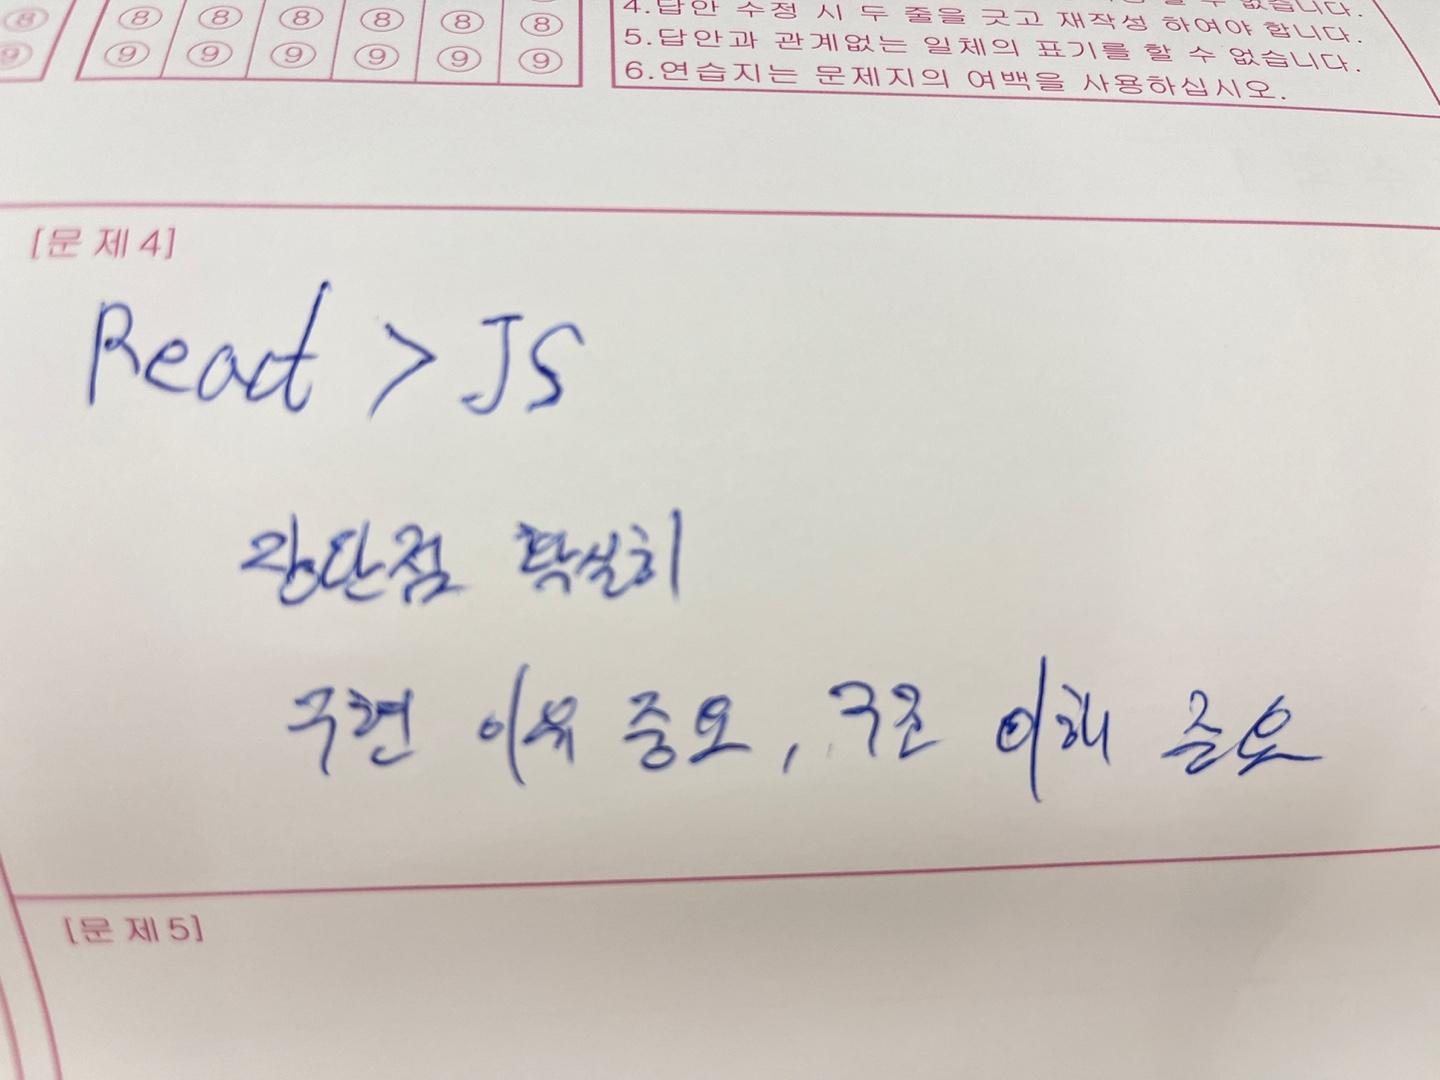 ⑧ ⑧ ⑧ ⑧ ⑧ ⑧ ⑧
⑨ ⑨ ⑨ ⑨ ⑨ ⑨ ⑨
수 없습니다.
4.답안 수정 시 두 줄을 긋고 재작성 하여야 합니다.
5.답안과 관계없는 일체의 표기를 할 수 없습니다.
6.연습지는 문제지의 여백을 사용하십시오.
[문 제 4]
React > JS
장단점 확실히
구현 이유 중요, 구조 이해 중요
[문 제 5]